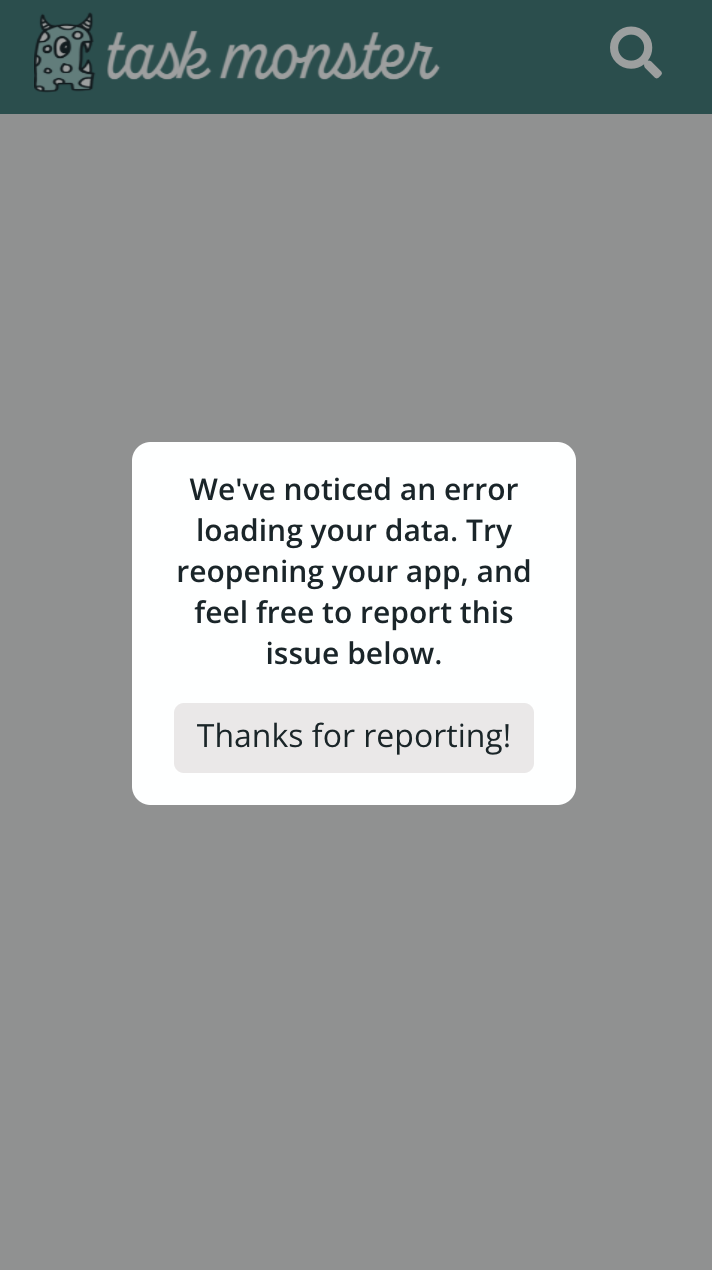 task monster
We've noticed an error
loading your data. Try
reopening your app, and
feel free to report this
issue below.
Thanks for reporting!